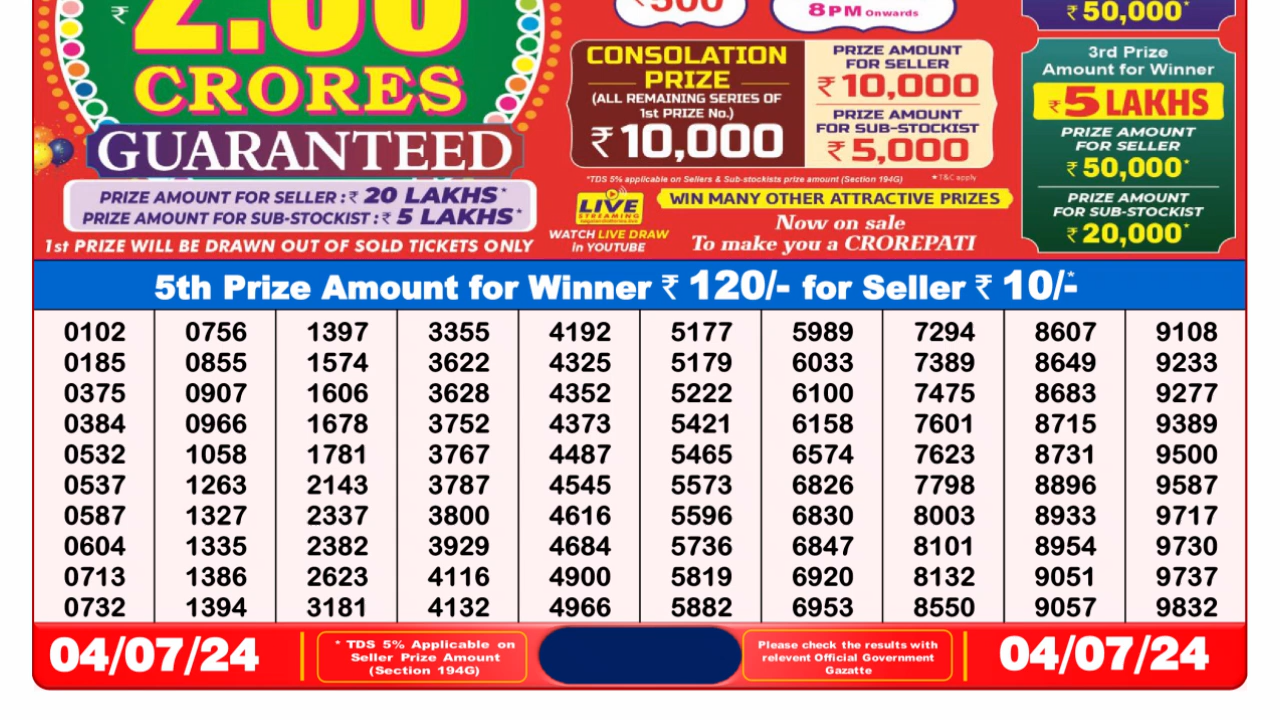 ₹ 2.00
CRORES
GUARANTEED
PRIZE AMOUNT FOR SELLER :₹ 20 LAKHS*
PRIZE AMOUNT FOR SUB-STOCKIST :₹ 5 LAKHS*
1st PRIZE WILL BE DRAWN OUT OF SOLD TICKETS ONLY
₹500
8PM Onwards
CONSOLATION
PRIZE
(ALL REMAINING SERIES OF
1st PRIZE No.)
₹10,000
PRIZE AMOUNT
FOR SELLER
₹10,000
PRIZE AMOUNT
FOR SUB-STOCKIST
₹5,000
*TDS 5% applicable on Sellers & Sub-stockists prize amount (Section 194G)
*T&C apply
LIVE
STREAMING
WATCH LIVE DRAW
in YOUTUBE
WIN MANY OTHER ATTRACTIVE PRIZES
Now on sale
To make you a CROREPATI
₹50,000*
3rd Prize
Amount for Winner
₹5 LAKHS
PRIZE AMOUNT
FOR SELLER
₹50,000*
PRIZE AMOUNT
FOR SUB-STOCKIST
₹20,000*
5th Prize Amount for Winner ₹ 120/- for Seller ₹ 10/-*
0102 0756 1397 3355 4192 5177 5989 7294 8607 9108
0185 0855 1574 3622 4325 5179 6033 7389 8649 9233
0375 0907 1606 3628 4352 5222 6100 7475 8683 9277
0384 0966 1678 3752 4373 5421 6158 7601 8715 9389
0532 1058 1781 3767 4487 5465 6574 7623 8731 9500
0537 1263 2143 3787 4545 5573 6826 7798 8896 9587
0587 1327 2337 3800 4616 5596 6830 8003 8933 9717
0604 1335 2382 3929 4684 5736 6847 8101 8954 9730
0713 1386 2623 4116 4900 5819 6920 8132 9051 9737
0732 1394 3181 4132 4966 5882 6953 8550 9057 9832
04/07/24
* TDS 5% Applicable on
Seller Prize Amount
(Section 194G)
Please check the results with
relevent Official Government
Gazatte
04/07/24